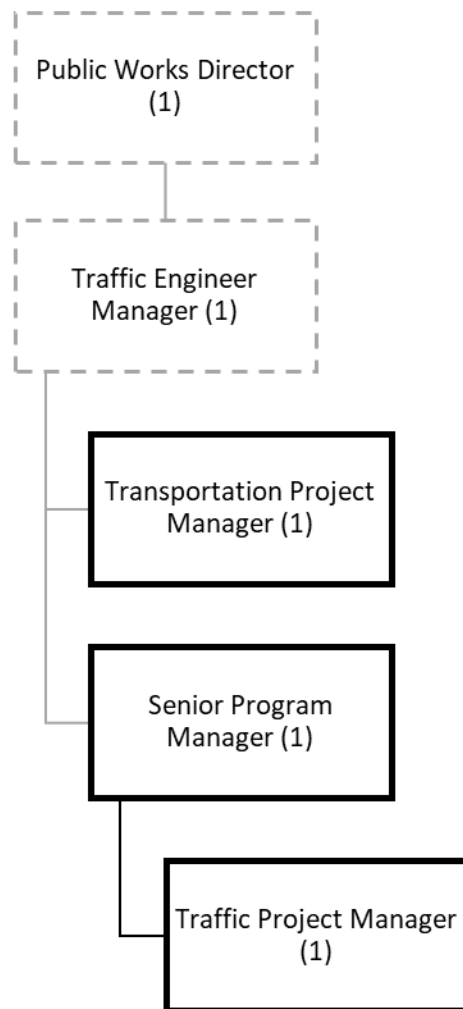 Public Works Director
(1)
Traffic Engineer
Manager (1)
Transportation Project
Manager (1)
Senior Program
Manager (1)
Traffic Project Manager
(1)